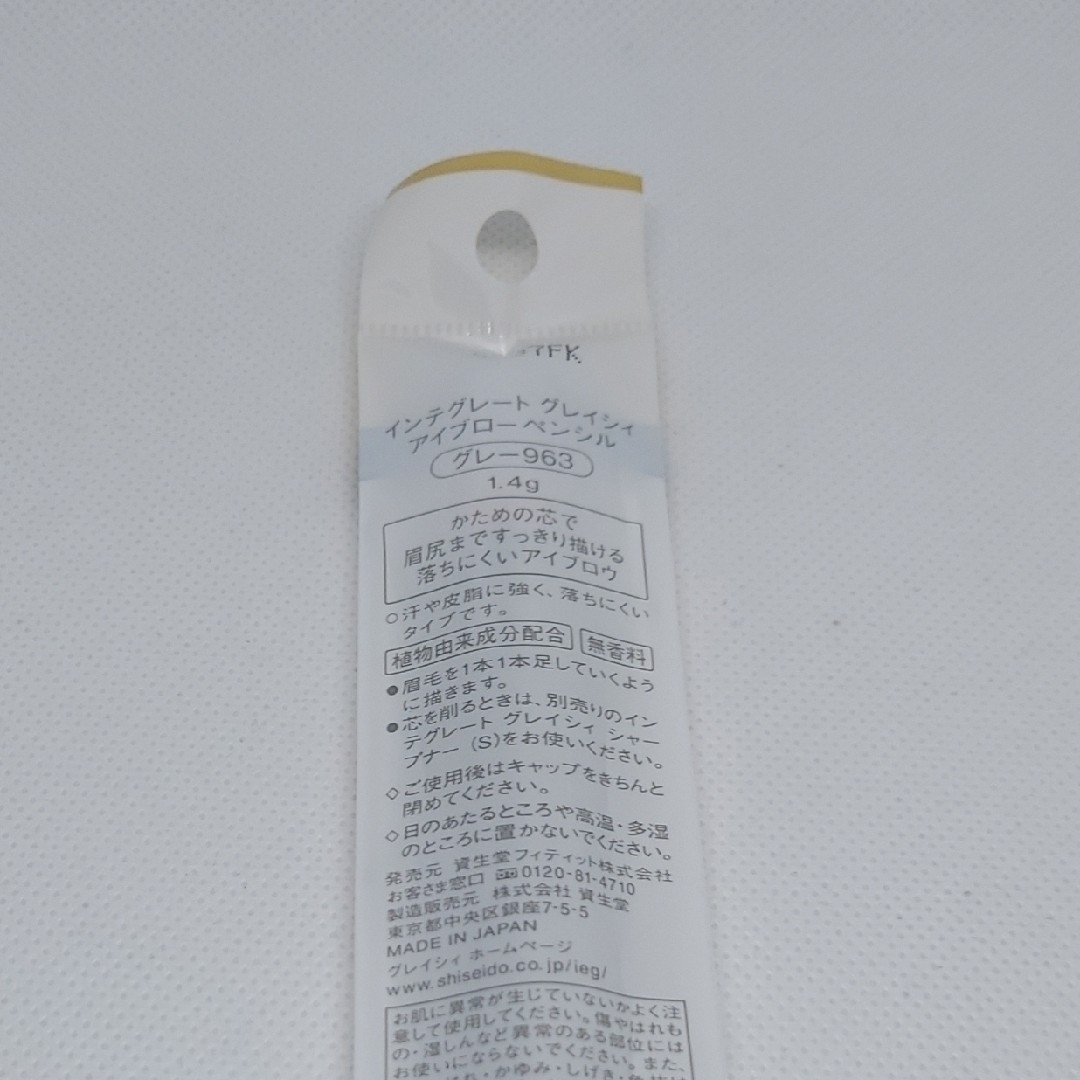 インテグレート グレイシィ
アイブロー ペンシル
グレー963
1.4g
かための芯で
眉尻まですっきり描ける
落ちにくいアイブロウ
○汗や皮脂に強く、落ちにくい
タイプです。
植物由来成分配合 無香料
●眉毛を1本1本足していくよう
に描きます。
●芯を削るときは、別売りのイン
テグレート グレイシィ シャー
プナー (S)をお使いください。
◇ご使用後はキャップをきちんと
閉めてください。
◇日のあたるところや高温・多湿
のところに置かないでください。
発売元 資生堂フィティット株式会社
お客さま窓口 0120-81-4710
製造販売元 株式会社 資生堂
東京都中央区銀座7-5-5
MADE IN JAPAN
グレイシィ ホームページ
www.shiseido.co.jp/ieg/
お肌に異常が生じていないかよく注
意して使用してください。傷やはれも
の・湿しんなど異常のある部位には
お使いにならないでください。また、
かゆみ・しげき・